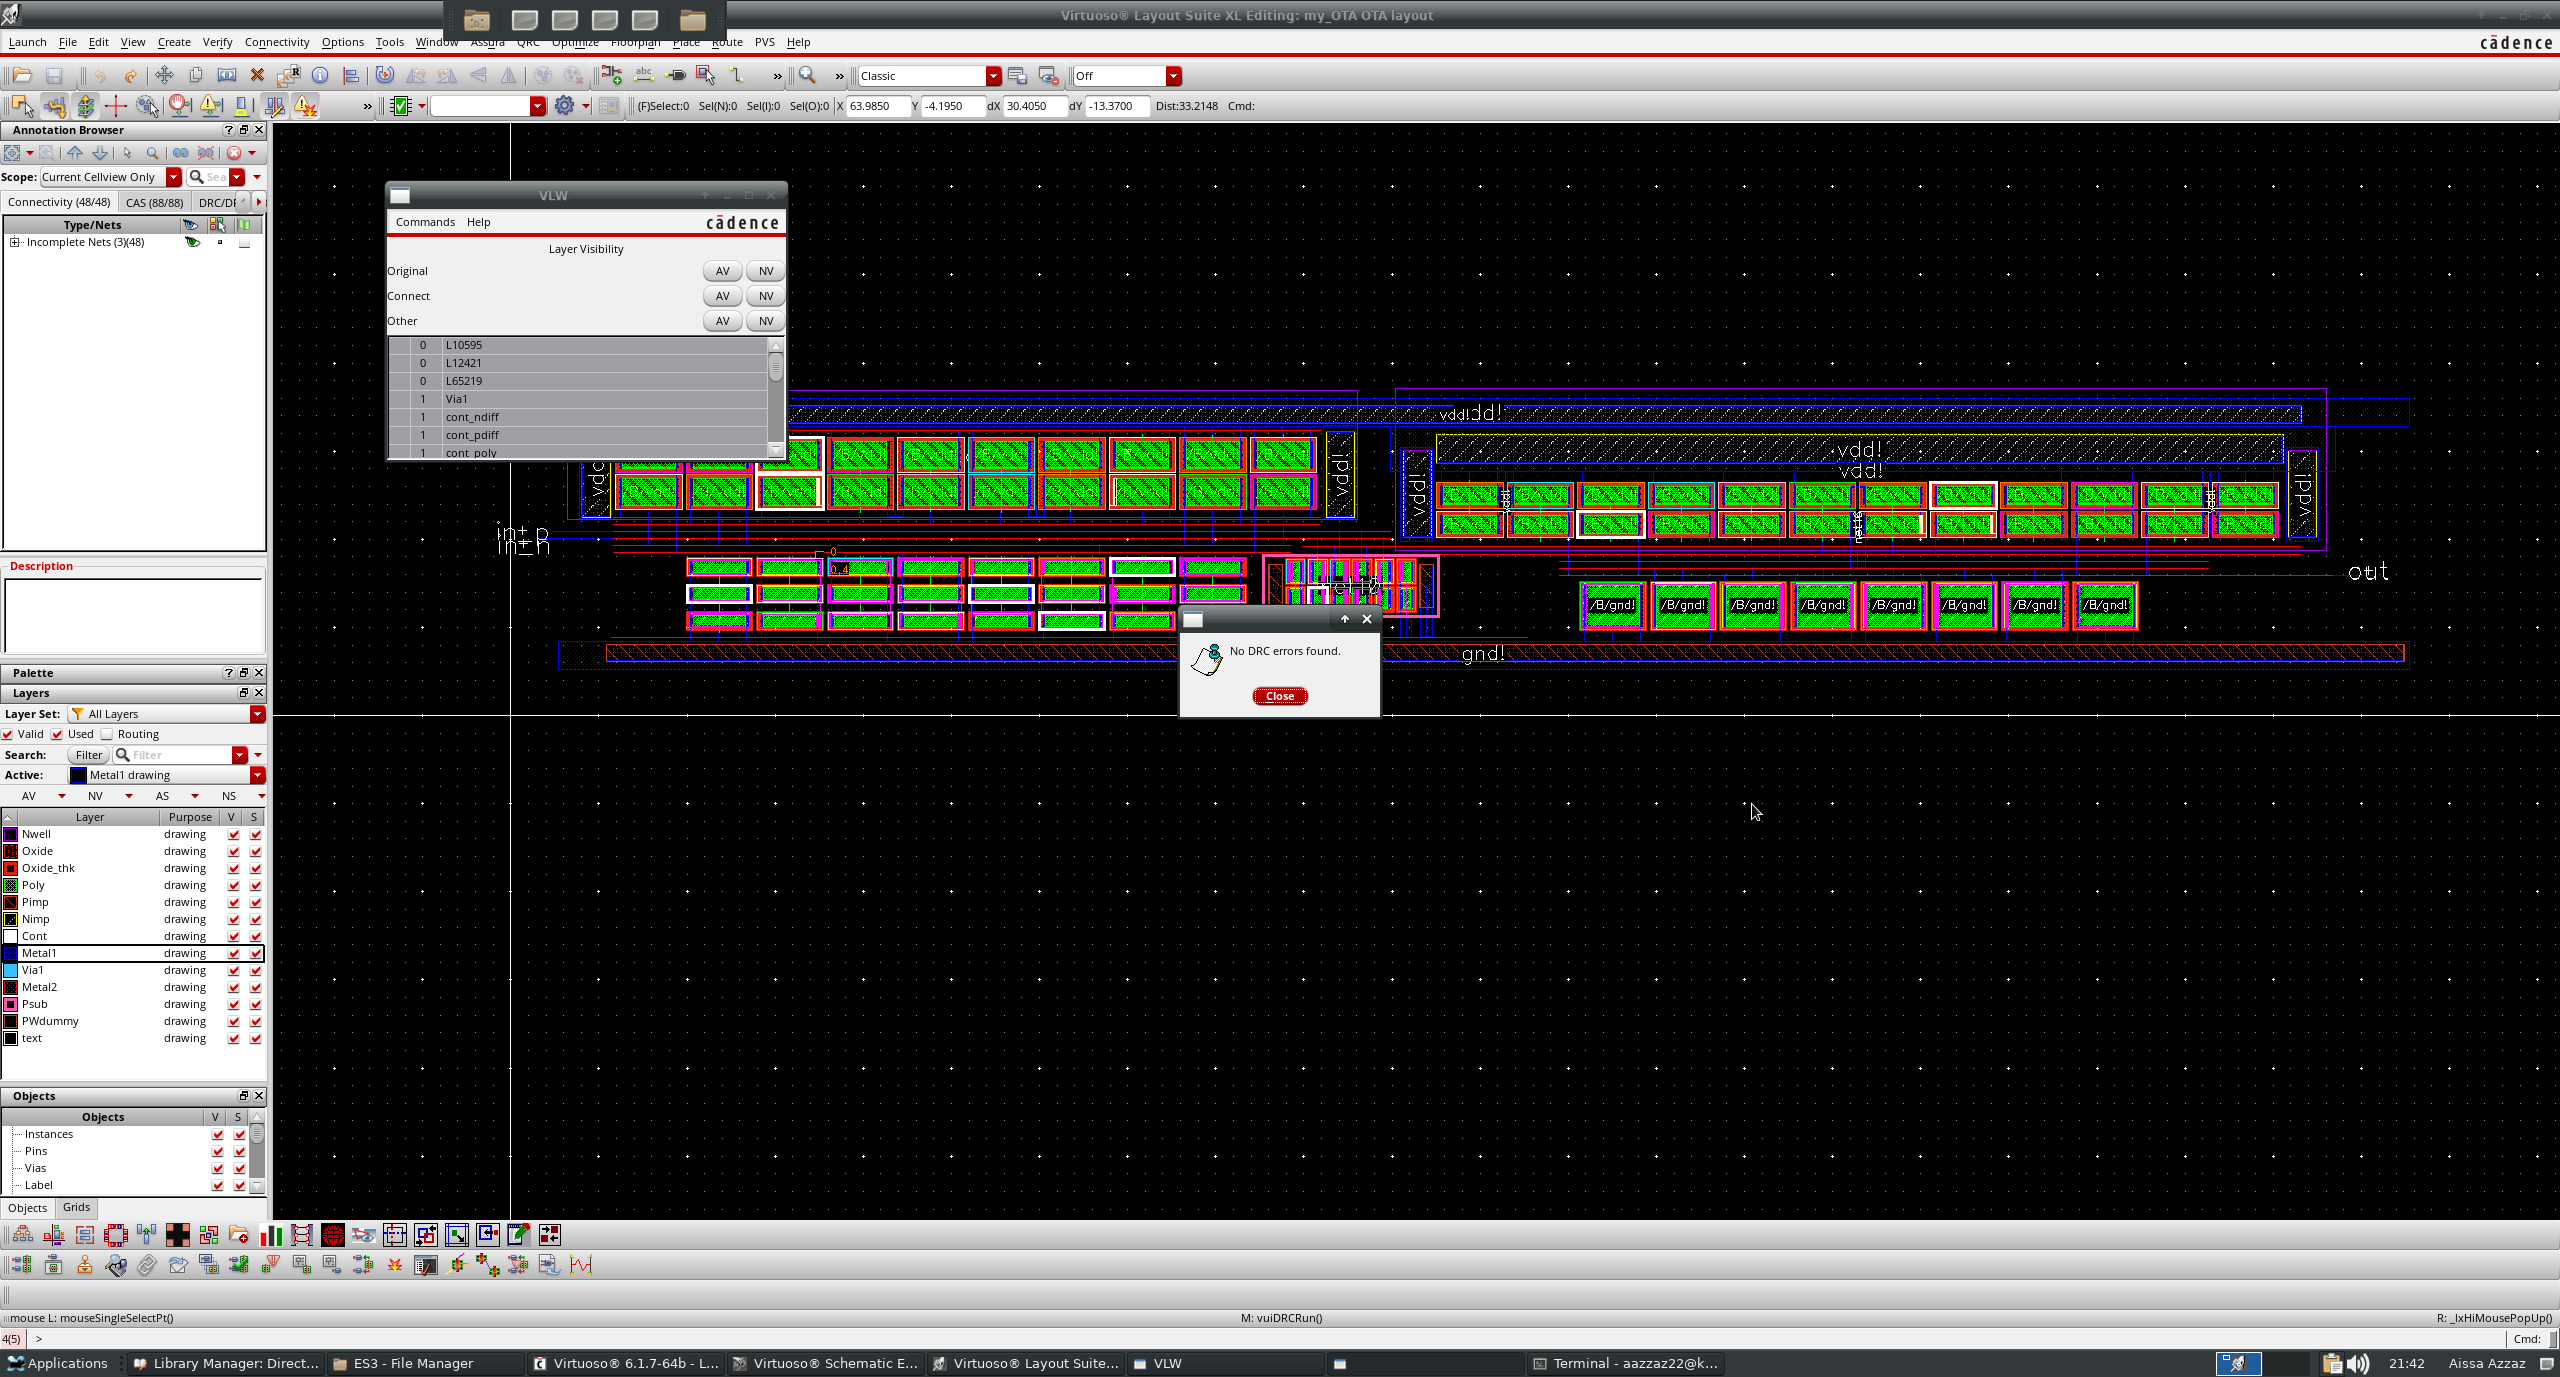 Virtuoso® Layout Suite XL Editing: my_OTA OTA layout
Launch File Edit View Create Verify Connectivity Options Tools Window Assura QRC Optimize Floorplan Place Route PVS Help
cādence
Classic
Off
(F)Select:0 Sel(N):0 Sel(I):0 Sel(O):0 X 63.9850 Y -4.1950 dX 30.4050 dY -13.3700 Dist:33.2148 Cmd:
Annotation Browser
Scope: Current Cellview Only
Connectivity (48/48) CAS (88/88)
Type/Nets
Incomplete Nets (3)(48)
Description
Palette
Layers
Layer Set: All Layers
Valid Used Routing
Search: Filter Filter
Active: Metal1 drawing
AV NV AS NS
Layer Purpose V S
Nwell drawing
Oxide drawing
Oxide_thk drawing
Poly drawing
Pimp drawing
Nimp drawing
Cont drawing
Metal1 drawing
Via1 drawing
Metal2 drawing
Psub drawing
PWdummy drawing
text drawing
Objects
Objects V S
Instances
Pins
Vias
Label
Objects Grids
VLW
Commands Help
cādence
Layer Visibility
Original AV NV
Connect AV NV
Other AV NV
0 L10595
0 L12421
0 L65219
1 Via1
1 cont_ndiff
1 cont_pdiff
1 cont_poly
vdd!
vdd!
vdd!
vdd!
vdd!
vdd!
out
/B/gnd! /B/gnd! /B/gnd! /B/gnd! /B/gnd! /B/gnd! /B/gnd! /B/gnd!
gnd!
No DRC errors found.
Close
mouse L: mouseSingleSelectPt() M: vuiDRCRun() R: _lxHiMousePopUp()
4(5) > Cmd:
Applications Library Manager: Direct... ES3 - File Manager Virtuoso® 6.1.7-64b - L... Virtuoso® Schematic E... Virtuoso® Layout Suite... VLW Terminal - aazzaz22@k... 21:42 Aissa Azzaz